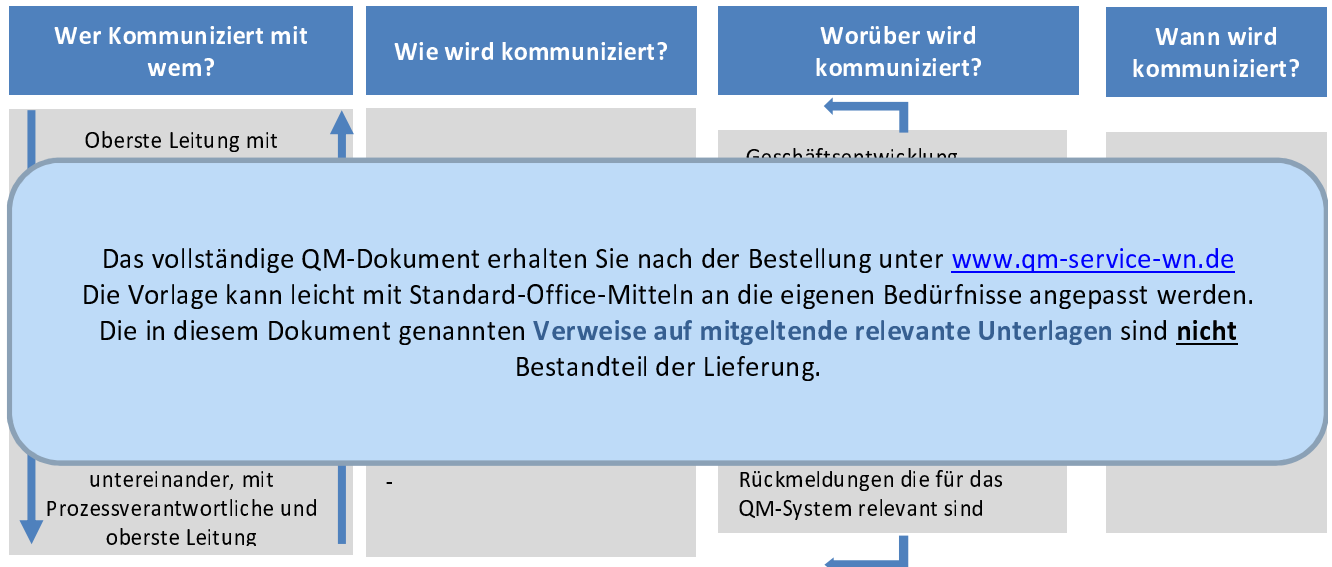 Wer Kommuniziert mit
wem?
Wie wird kommuniziert?
Worüber wird
kommuniziert?
Wann wird
kommuniziert?
Oberste Leitung mit
Geschäftsentwicklung
Das vollständige QM-Dokument erhalten Sie nach der Bestellung unter www.qm-service-wn.de
Die Vorlage kann leicht mit Standard-Office-Mitteln an die eigenen Bedürfnisse angepasst werden.
Die in diesem Dokument genannten Verweise auf mitgeltende relevante Unterlagen sind nicht
Bestandteil der Lieferung.
untereinander, mit
Prozessverantwortliche und
oberste Leitung
-
Rückmeldungen die für das
QM-System relevant sind